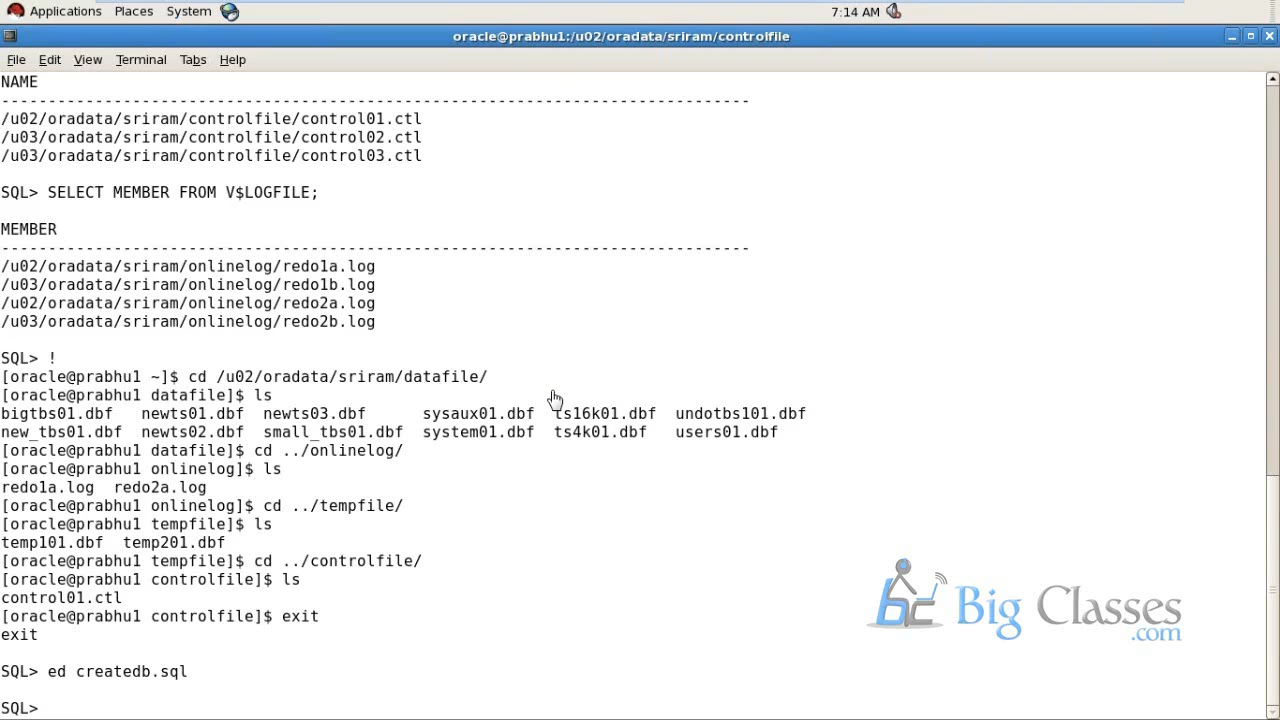 Applications Places System 7:14 AM
oracle@prabhu1:/u02/oradata/sriram/controlfile
File Edit View Terminal Tabs Help
NAME
--------------------------------------------------------------------------------
/u02/oradata/sriram/controlfile/control01.ctl
/u03/oradata/sriram/controlfile/control02.ctl
/u03/oradata/sriram/controlfile/control03.ctl
SQL> SELECT MEMBER FROM V$LOGFILE;
MEMBER
--------------------------------------------------------------------------------
/u02/oradata/sriram/onlinelog/redo1a.log
/u03/oradata/sriram/onlinelog/redo1b.log
/u02/oradata/sriram/onlinelog/redo2a.log
/u03/oradata/sriram/onlinelog/redo2b.log
SQL> !
[oracle@prabhu1 ~]$ cd /u02/oradata/sriram/datafile/
[oracle@prabhu1 datafile]$ ls
bigtbs01.dbf newts01.dbf newts03.dbf sysaux01.dbf ts16k01.dbf undotbs101.dbf
new_tbs01.dbf newts02.dbf small_tbs01.dbf system01.dbf ts4k01.dbf users01.dbf
[oracle@prabhu1 datafile]$ cd ../onlinelog/
[oracle@prabhu1 onlinelog]$ ls
redo1a.log redo2a.log
[oracle@prabhu1 onlinelog]$ cd ../tempfile/
[oracle@prabhu1 tempfile]$ ls
temp101.dbf temp201.dbf
[oracle@prabhu1 tempfile]$ cd ../controlfile/
[oracle@prabhu1 controlfile]$ ls
control01.ctl
[oracle@prabhu1 controlfile]$ exit
exit
SQL> ed createdb.sql
SQL>
bc Big Classes
.com